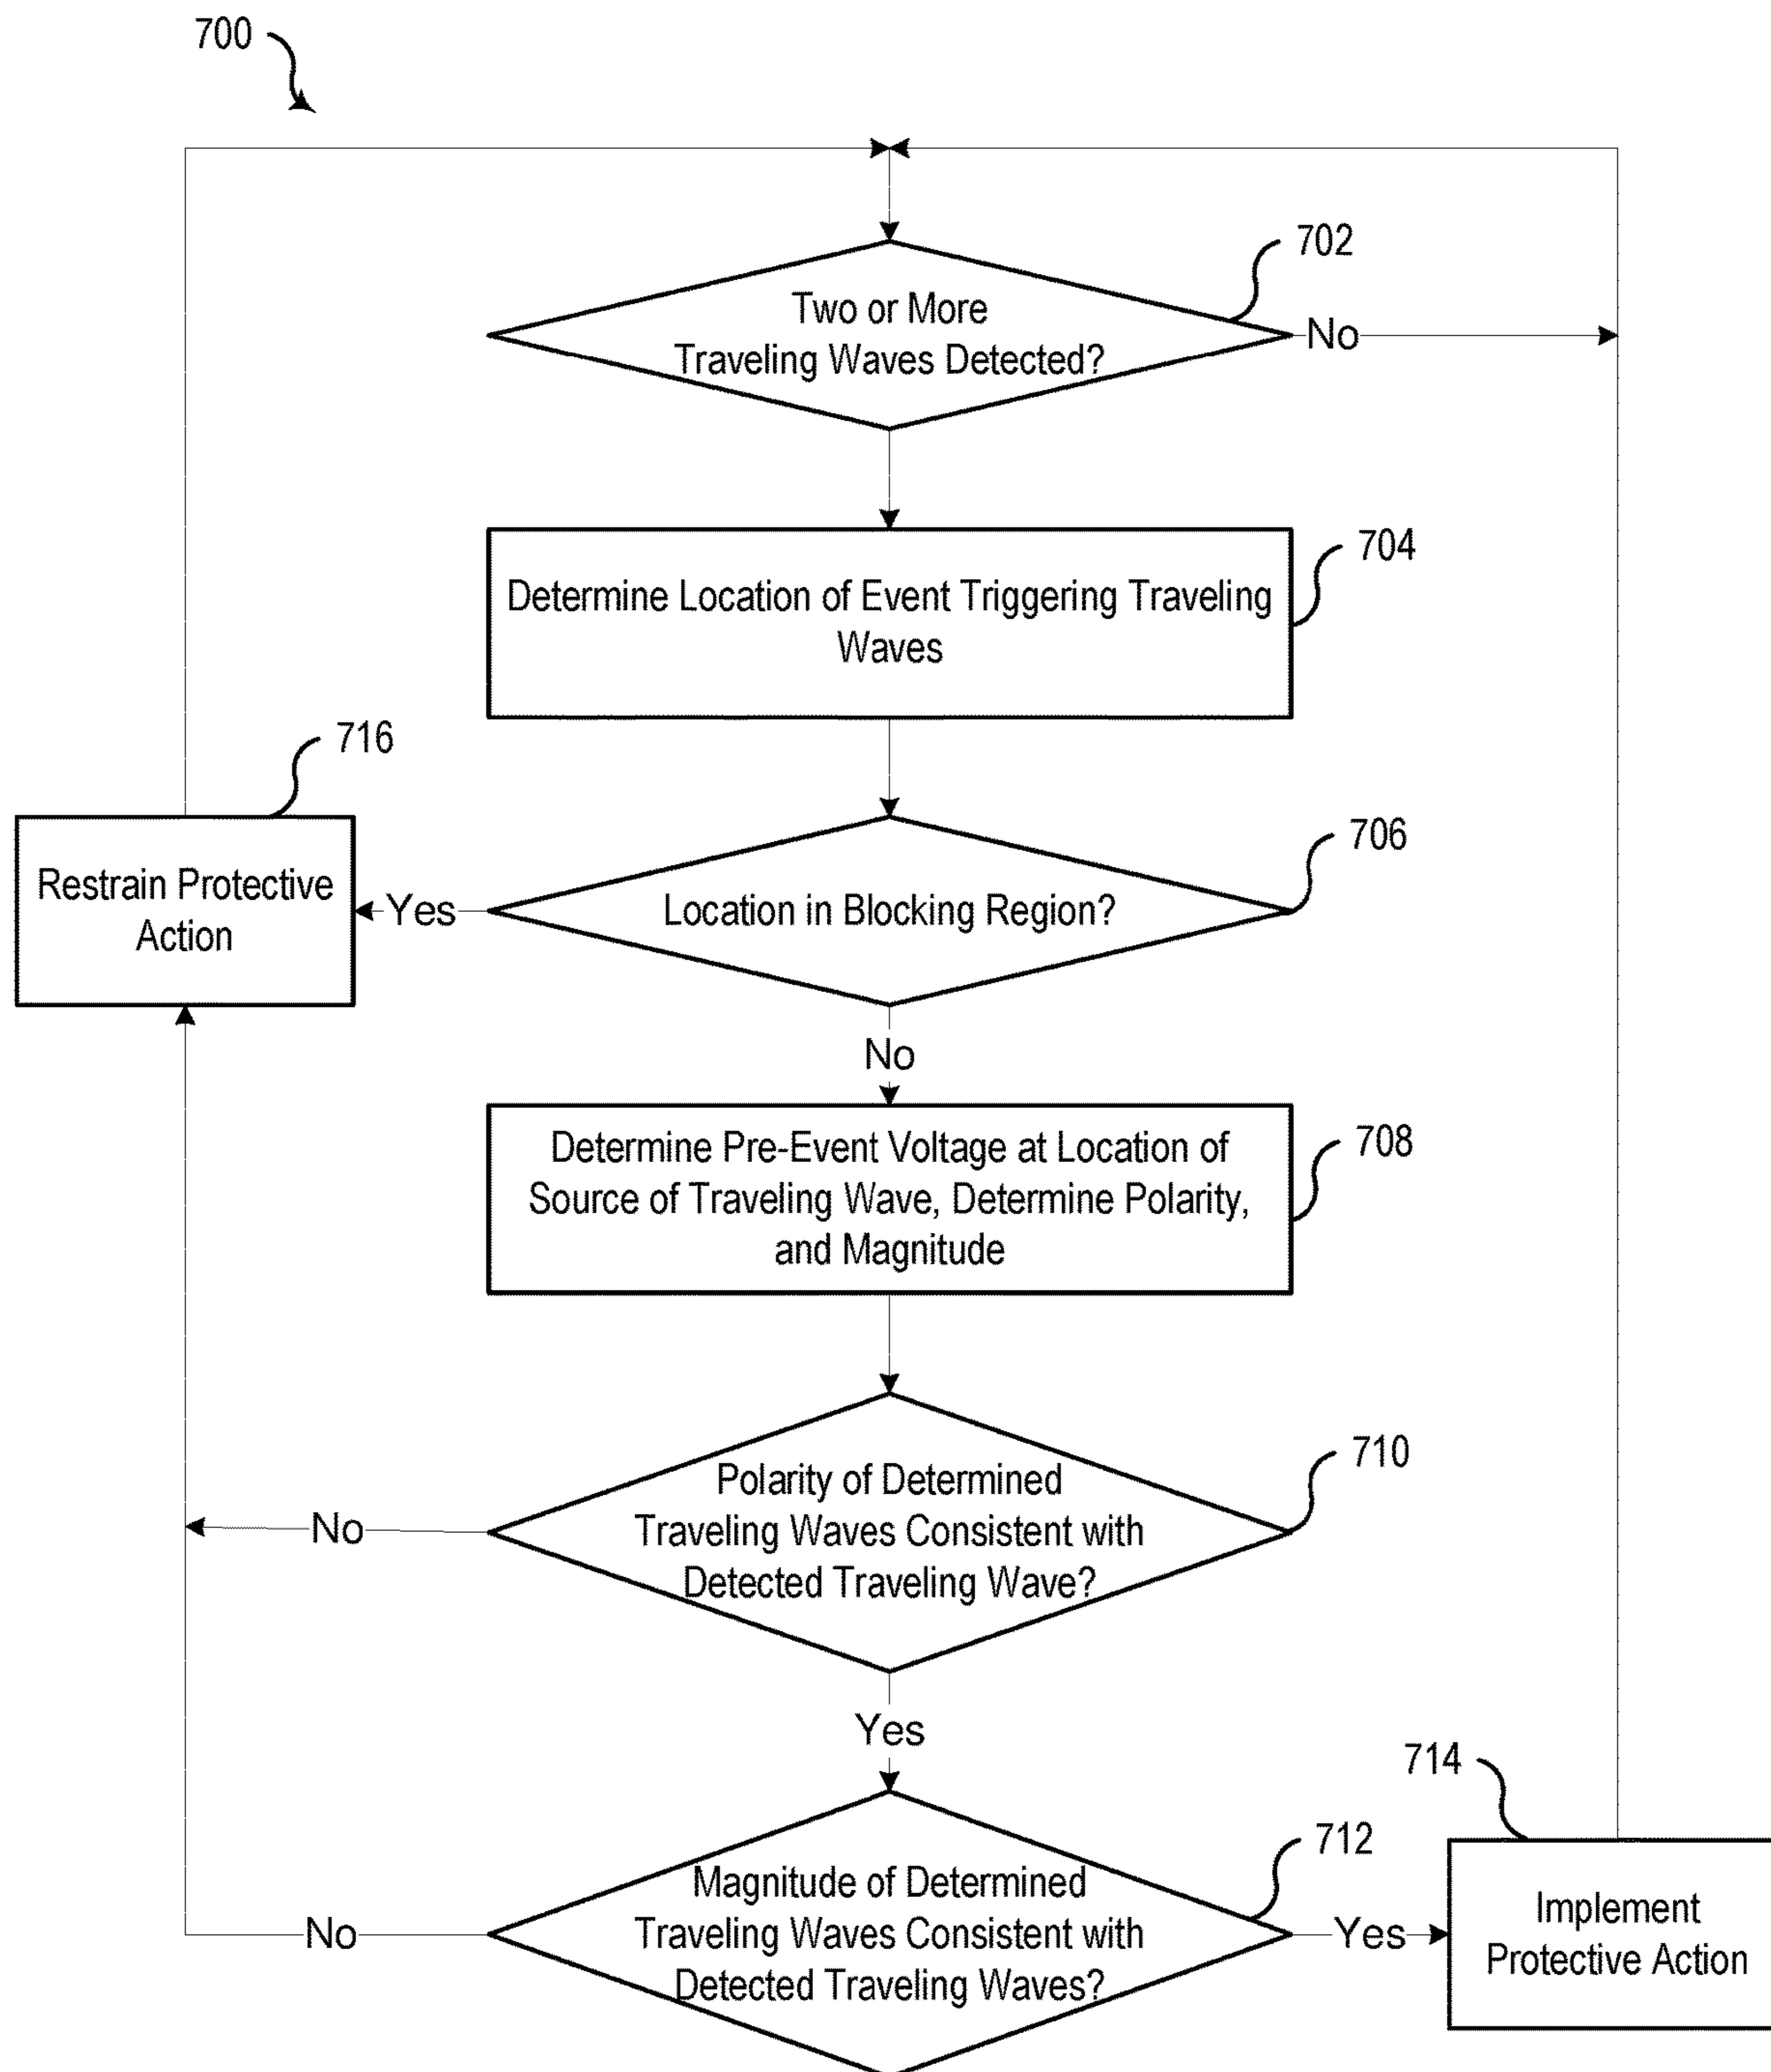 700
702
Two or More
Traveling Waves Detected?
No
704
Determine Location of Event Triggering Traveling
Waves
716
706
Restrain Protective
Action
Yes
Location in Blocking Region?
No
708
Determine Pre-Event Voltage at Location of
Source of Traveling Wave, Determine Polarity,
and Magnitude
710
Polarity of Determined
Traveling Waves Consistent with
Detected Traveling Wave?
No
Yes
714
712
Magnitude of Determined
Traveling Waves Consistent with
Detected Traveling Waves?
No
Yes
Implement
Protective Action